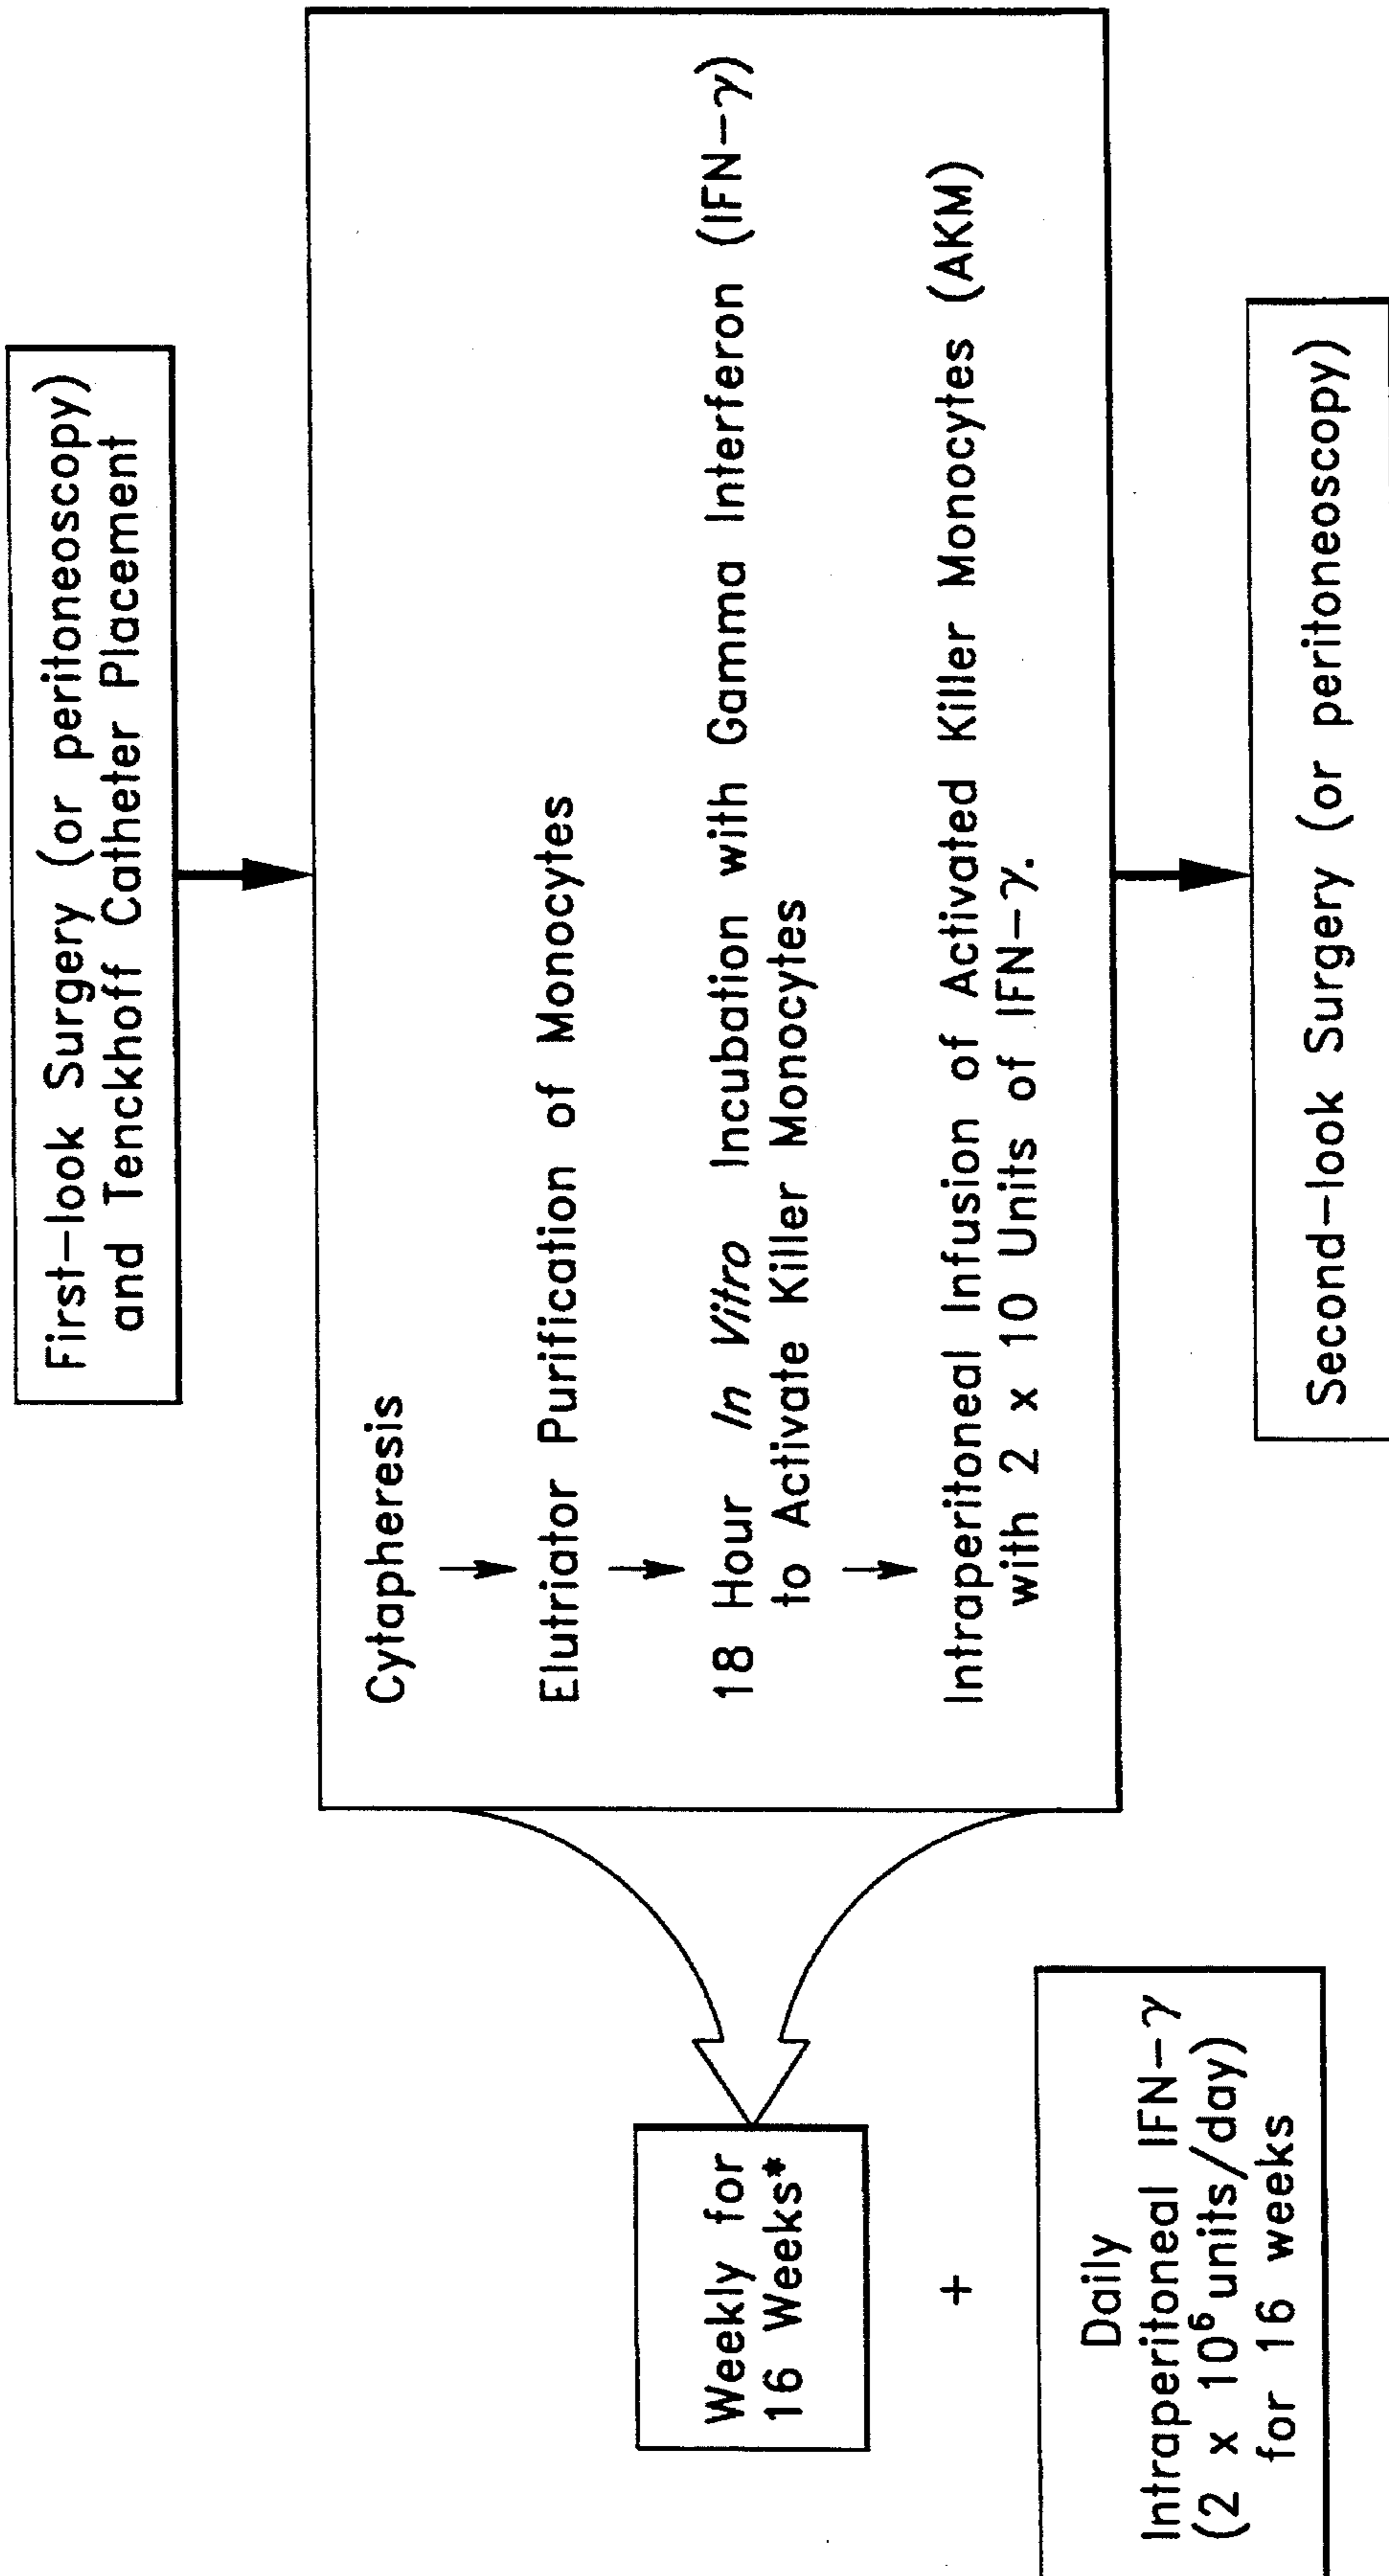 First-look Surgery (or peritoneoscopy)
and Tenckhoff Catheter Placement
Cytapheresis
Elutriator Purification of Monocytes
18 Hour In Vitro Incubation with Gamma Interferon (IFN-γ)
to Activate Killer Monocytes
Intraperitoneal Infusion of Activated Killer Monocytes (AKM)
with 2 x 10 Units of IFN-γ.
Weekly for
16 Weeks*
+
Daily
Intraperitoneal IFN-γ
(2 x 10⁶ units/day)
for 16 weeks
Second-look Surgery (or peritoneoscopy)